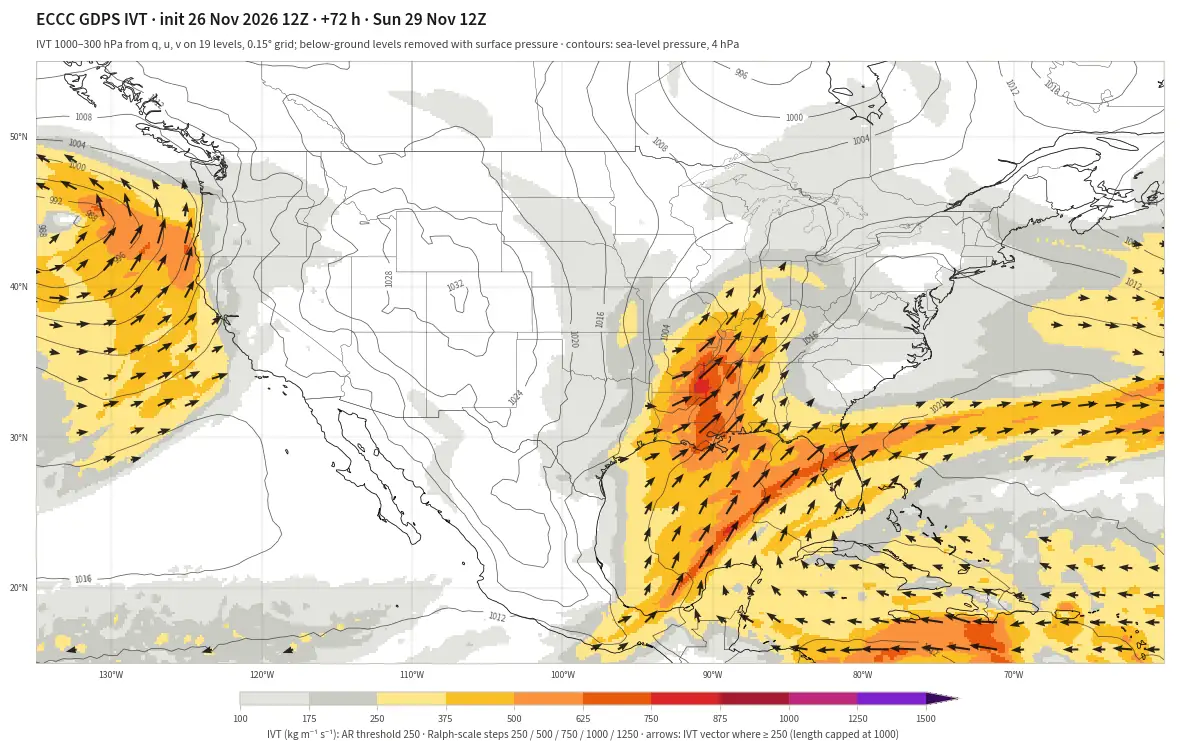 ECCC GDPS IVT · init 26 Nov 2026 12Z · +72 h · Sun 29 Nov 12Z
IVT 1000–300 hPa from q, u, v on 19 levels, 0.15° grid; below-ground levels removed with surface pressure · contours: sea-level pressure, 4 hPa
996
1012
1008
1000
1004
1008
1004
1000
992
988
996
1028
1032
1016
1020
1004
1016
1024
1020
1012
1016
1012
50°N
40°N
30°N
20°N
130°W
120°W
110°W
100°W
90°W
80°W
70°W
100
175
250
375
500
625
750
875
1000
1250
1500
IVT (kg m⁻¹ s⁻¹): AR threshold 250 · Ralph-scale steps 250 / 500 / 750 / 1000 / 1250 · arrows: IVT vector where ≥ 250 (length capped at 1000)